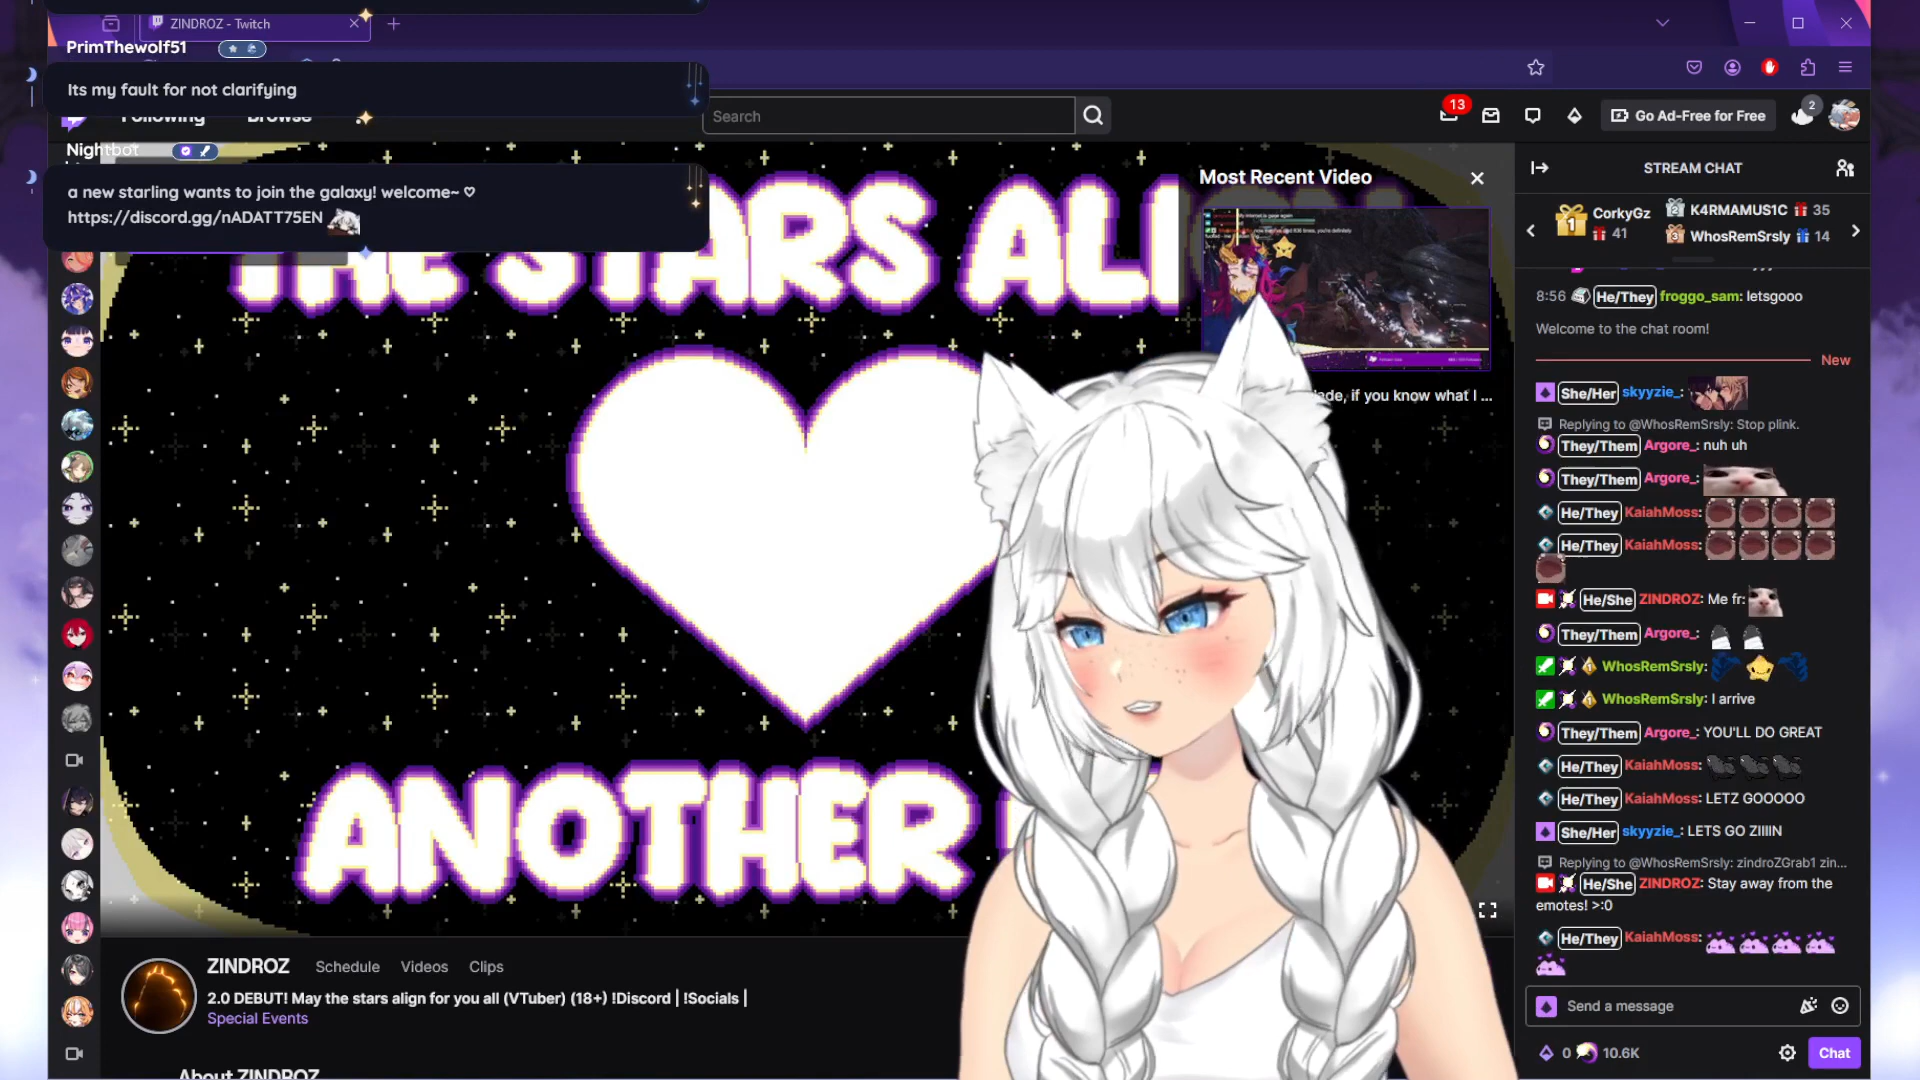 ZINDROZ - Twitch
PrimThewolf51
Its my fault for not clarifying
Following
Browse
Search
13
Go Ad-Free for Free
2
Nightbot
a new starling wants to join the galaxy! welcome~ ♡
https://discord.gg/nADATT75EN
THE STARS ALI
Most Recent Video
ade, if you know what I ...
ANOTHER
ZINDROZ
Schedule
Videos
Clips
2.0 DEBUT! May the stars align for you all (VTuber) (18+) !Discord | !Socials |
Special Events
About ZINDROZ
STREAM CHAT
1
CorkyGz
41
2
K4RMAMUS1C
35
3
WhosRemSrsly
14
8:56 He/They froggo_sam: letsgooo
Welcome to the chat room!
New
She/Her skyyzie_:
Replying to @WhosRemSrsly: Stop plink.
They/Them Argore_: nuh uh
They/Them Argore_:
He/They KaiahMoss:
He/They KaiahMoss:
He/She ZINDROZ: Me fr:
They/Them Argore_:
WhosRemSrsly:
WhosRemSrsly: I arrive
They/Them Argore_: YOU'LL DO GREAT
He/They KaiahMoss:
He/They KaiahMoss: LETZ GOOOOO
She/Her skyyzie_: LETS GO ZIIIIN
Replying to @WhosRemSrsly: zindroZGrab1 zin...
He/She ZINDROZ: Stay away from the
emotes! >:0
He/They KaiahMoss:
Send a message
0
10.6K
Chat